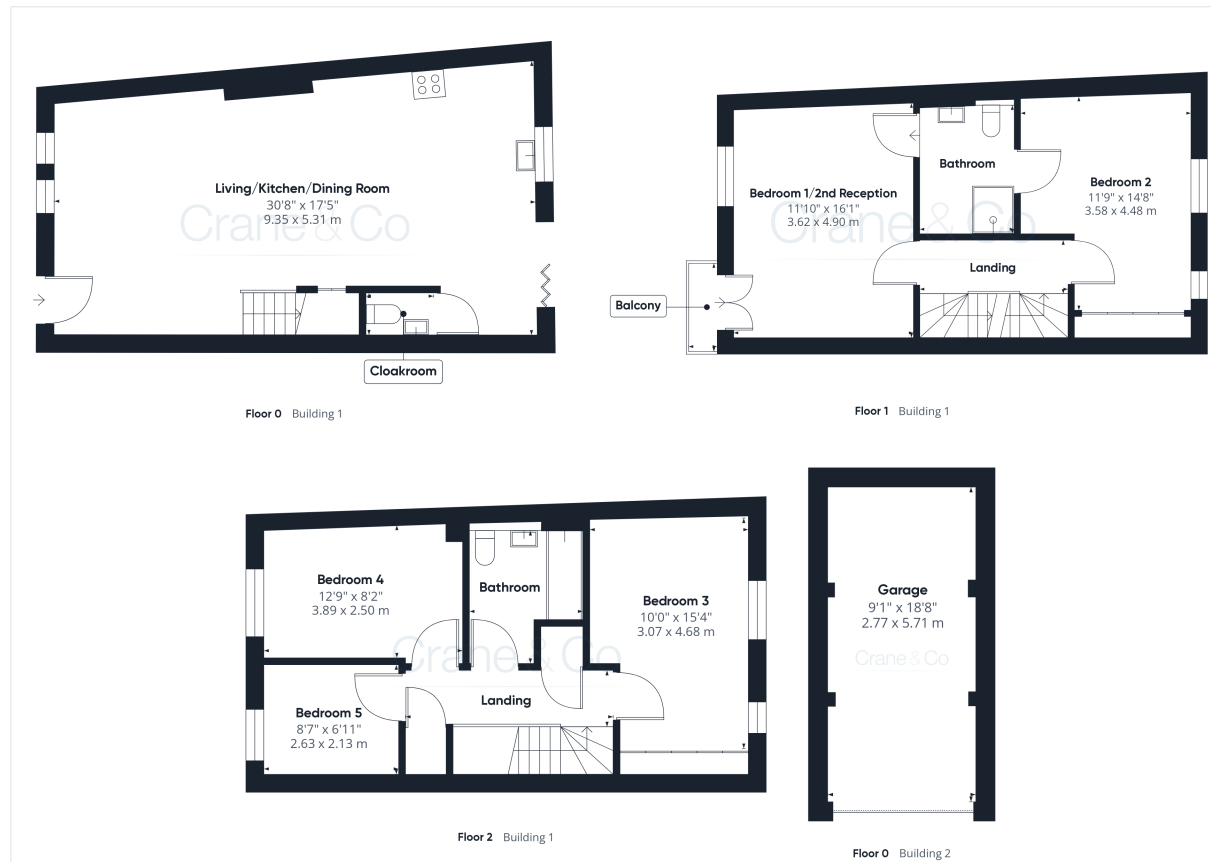 Living/Kitchen/Dining Room
30'8" x 17'5"
9.35 x 5.31 m
Crane & Co
Cloakroom
Floor 0 Building 1
Bedroom 1/2nd Reception
11'10" x 16'1"
3.62 x 4.90 m
Bathroom
Bedroom 2
11'9" x 14'8"
3.58 x 4.48 m
Crane & Co
Landing
Balcony
Floor 1 Building 1
Bedroom 4
12'9" x 8'2"
3.89 x 2.50 m
Bathroom
Bedroom 3
10'0" x 15'4"
3.07 x 4.68 m
Crane & Co
Landing
Bedroom 5
8'7" x 6'11"
2.63 x 2.13 m
Floor 2 Building 1
Garage
9'1" x 18'8"
2.77 x 5.71 m
Crane & Co
Floor 0 Building 2